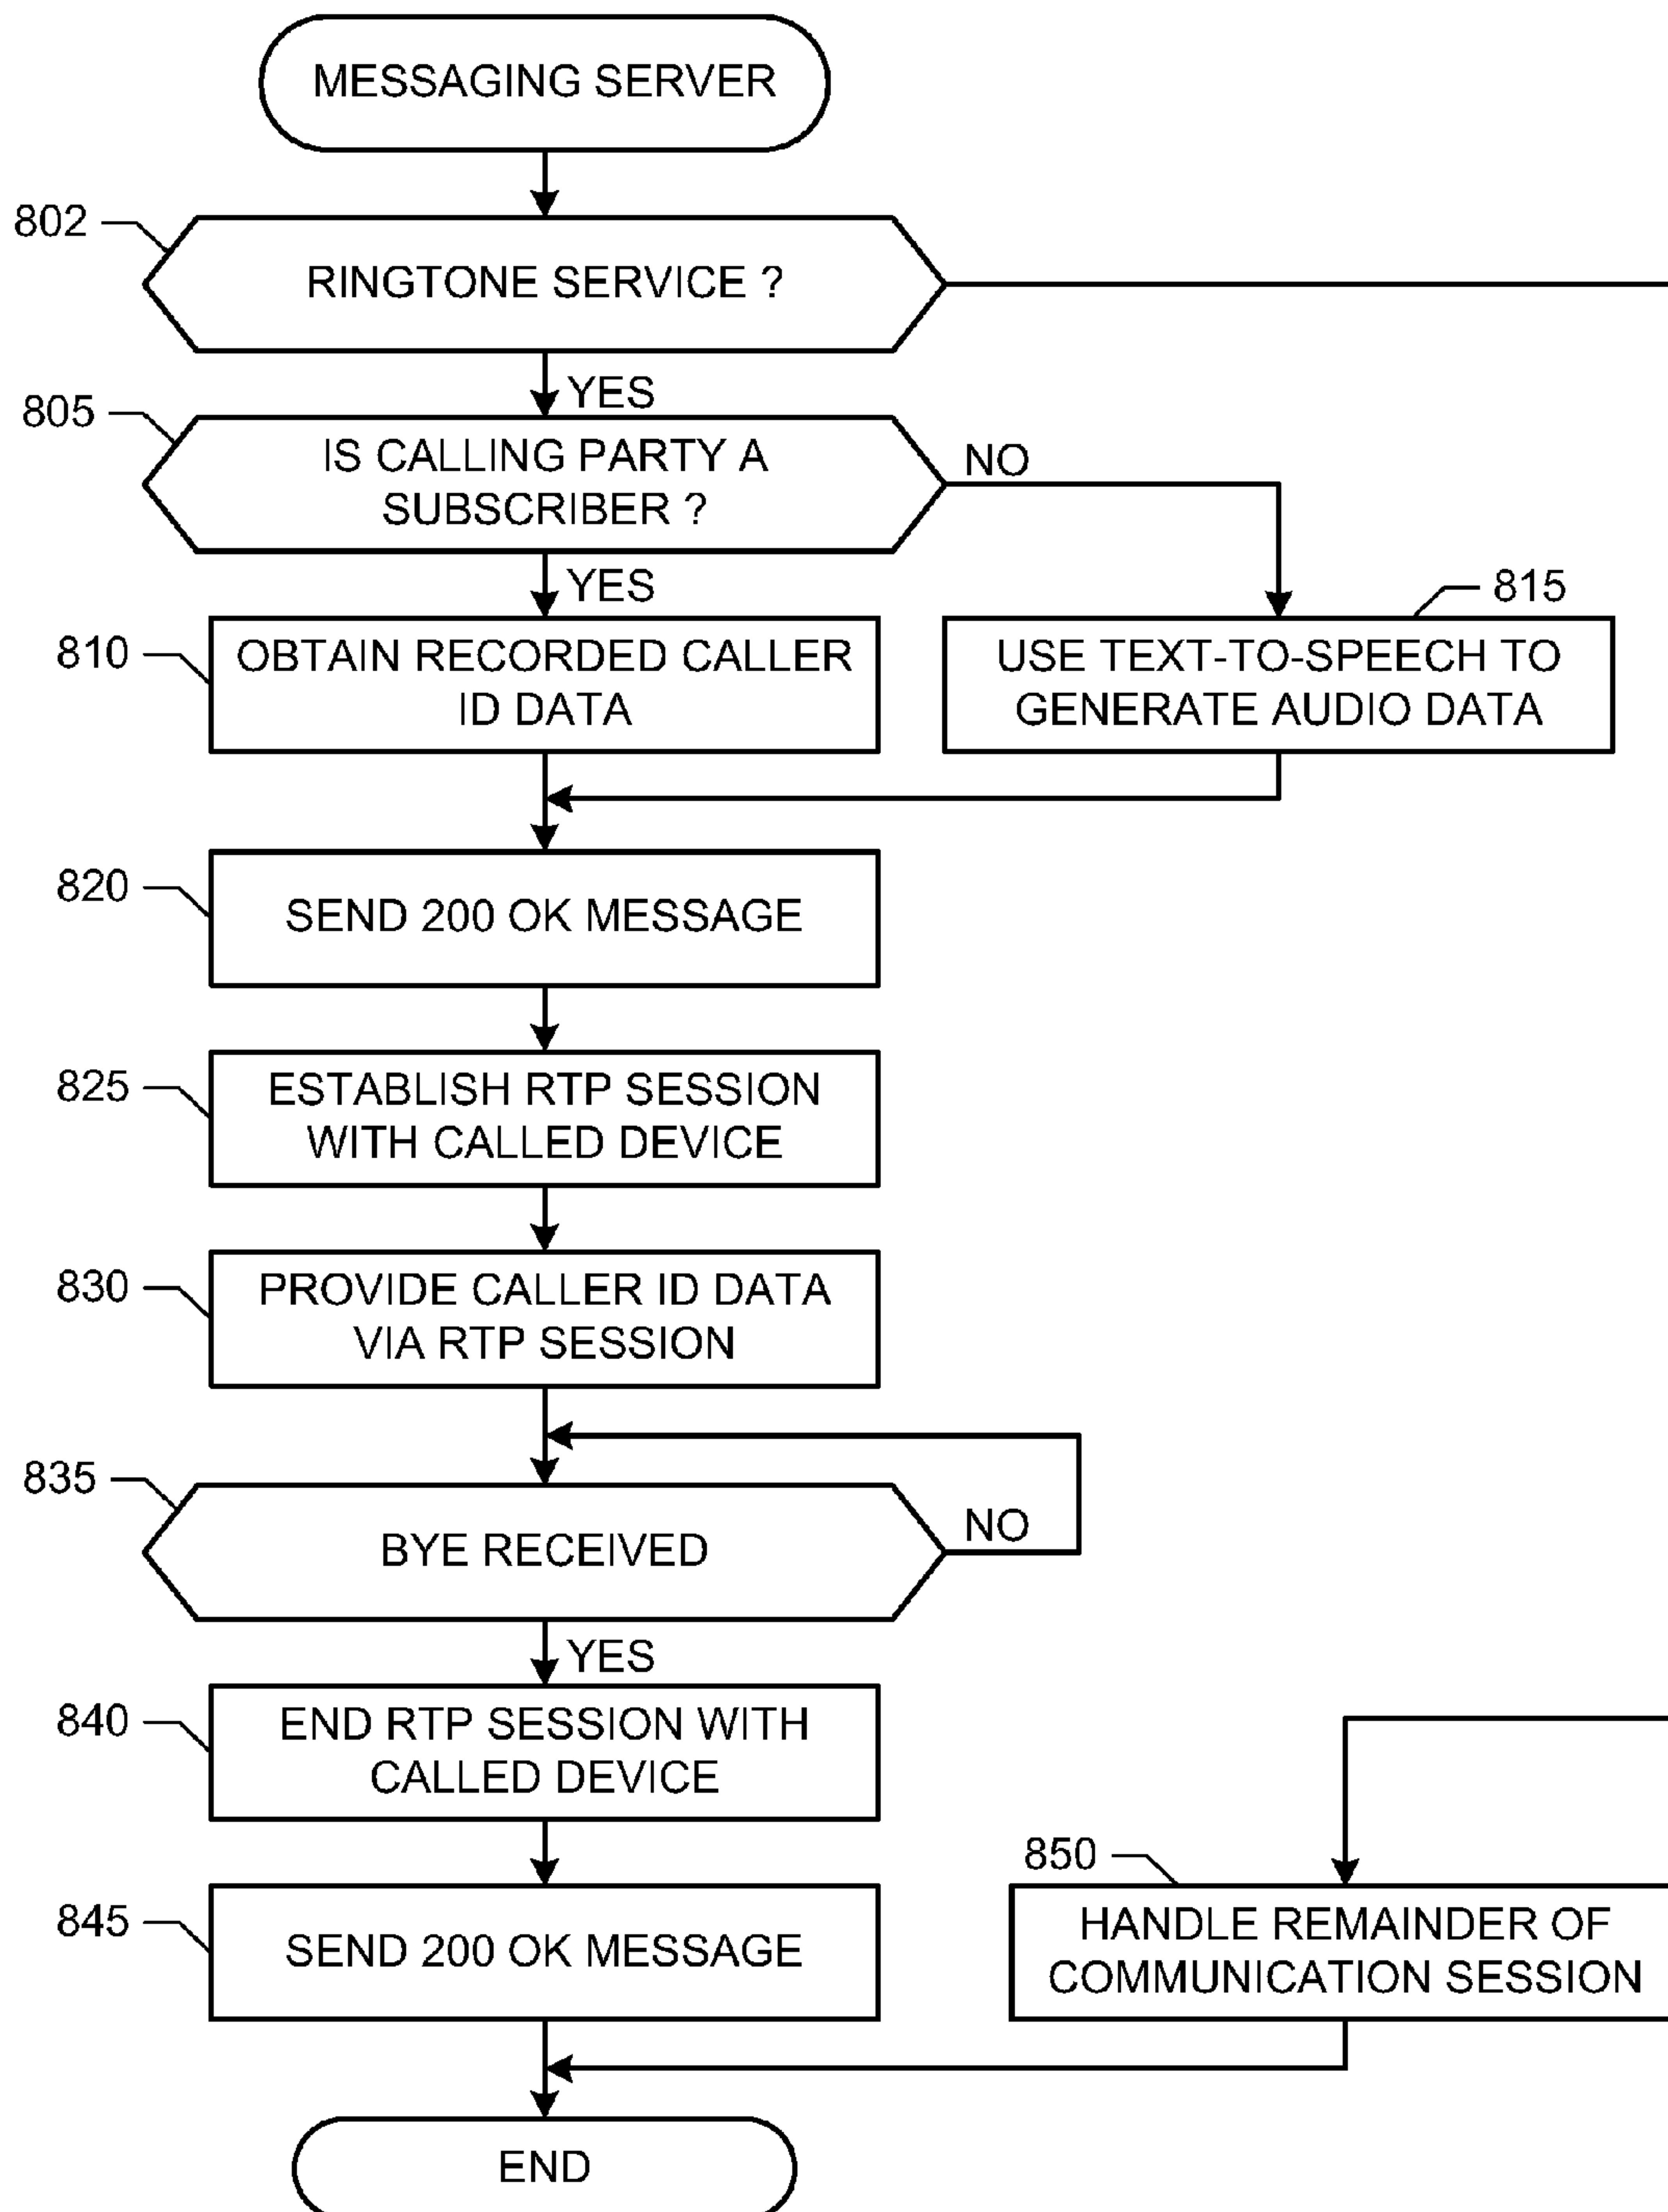 MESSAGING SERVER
802
RINGTONE SERVICE ?
YES
805
IS CALLING PARTY A
SUBSCRIBER ?
NO
YES
810
OBTAIN RECORDED CALLER
ID DATA
815
USE TEXT-TO-SPEECH TO
GENERATE AUDIO DATA
820
SEND 200 OK MESSAGE
825
ESTABLISH RTP SESSION
WITH CALLED DEVICE
830
PROVIDE CALLER ID DATA
VIA RTP SESSION
835
BYE RECEIVED
NO
YES
840
END RTP SESSION WITH
CALLED DEVICE
845
SEND 200 OK MESSAGE
850
HANDLE REMAINDER OF
COMMUNICATION SESSION
END